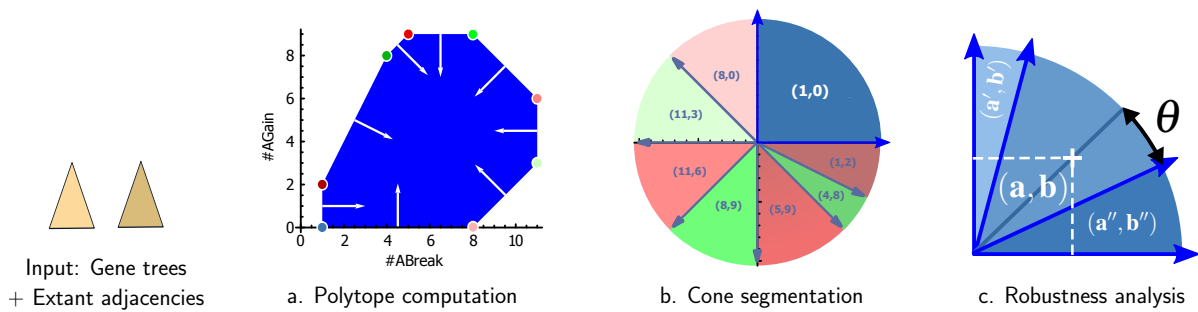 Input: Gene trees
+ Extant adjacencies
#AGain
8
6
4
2
0
0 2 4 6 8 10
#ABreak
a. Polytope computation
(8,0)
(1,0)
(11,3)
(1,2)
(11,6)
(4,8)
(8,9)
(5,9)
b. Cone segmentation
(a′, b′)
θ
(a, b)
(a″, b″)
c. Robustness analysis